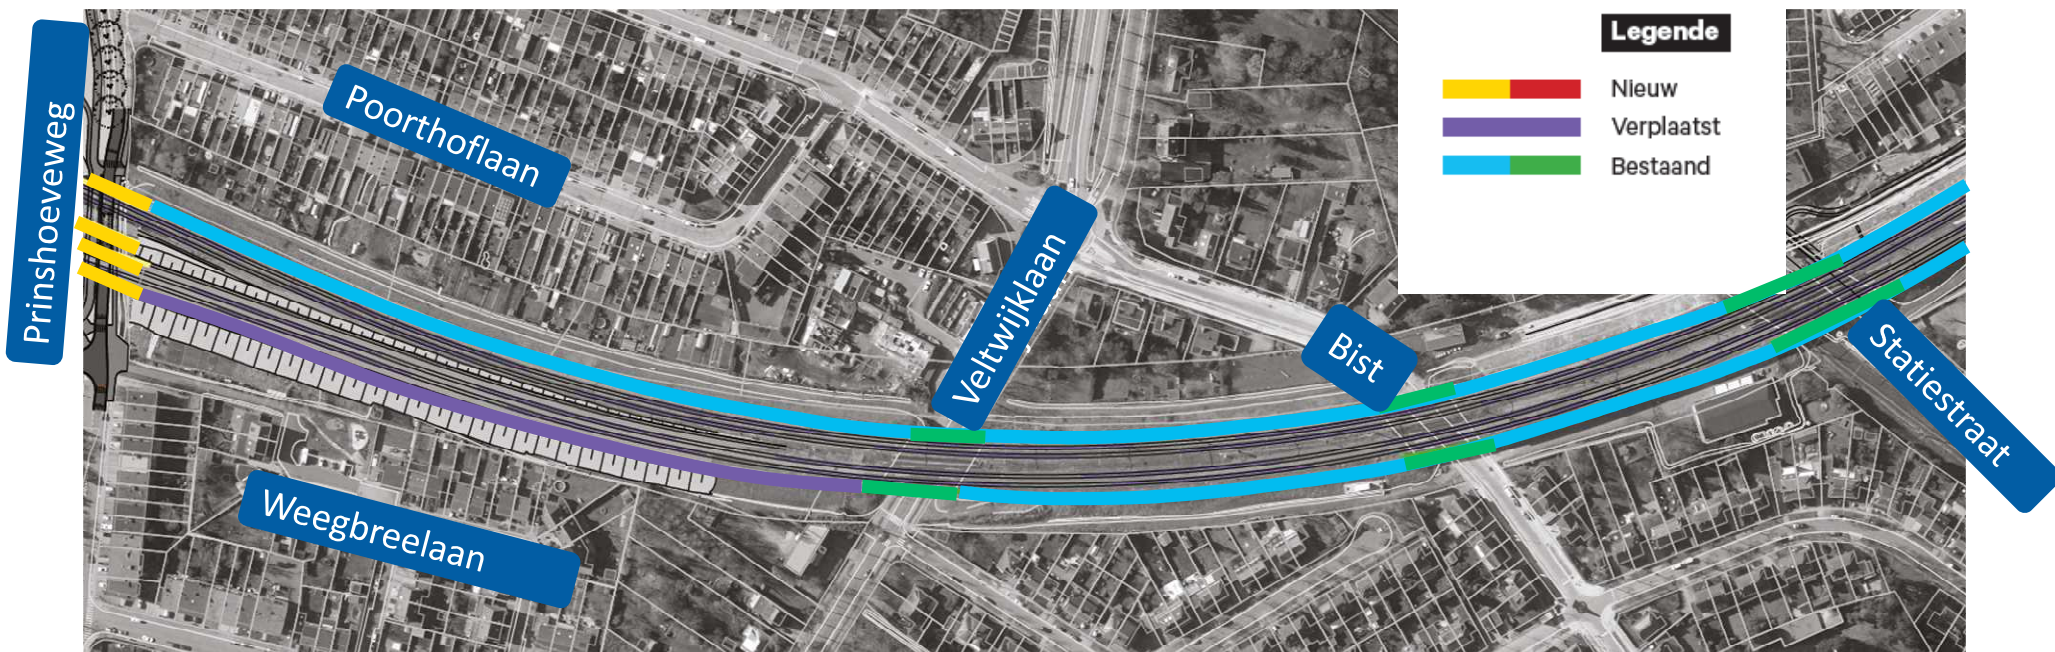 Prinshoeveweg
Poorthoflaan
Weegbreelaan
Veltwijklaan
Bist
Statiestraat
Legende
Nieuw
Verplaatst
Bestaand